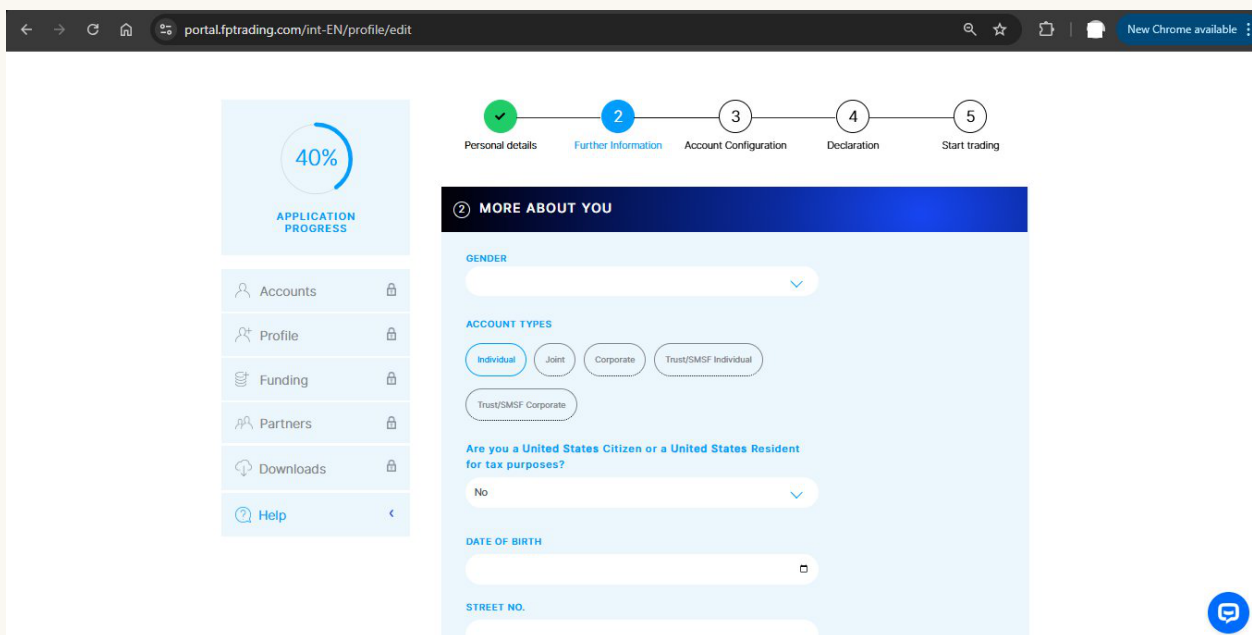 portal.fptrading.com/int-EN/profile/edit
New Chrome available
40%
APPLICATION
PROGRESS
Accounts
Profile
Funding
Partners
Downloads
Help
2
3
4
5
Personal details
Further Information
Account Configuration
Declaration
Start trading
2 MORE ABOUT YOU
GENDER
ACCOUNT TYPES
Individual
Joint
Corporate
Trust/SMSF Individual
Trust/SMSF Corporate
Are you a United States Citizen or a United States Resident
for tax purposes?
No
DATE OF BIRTH
STREET NO.